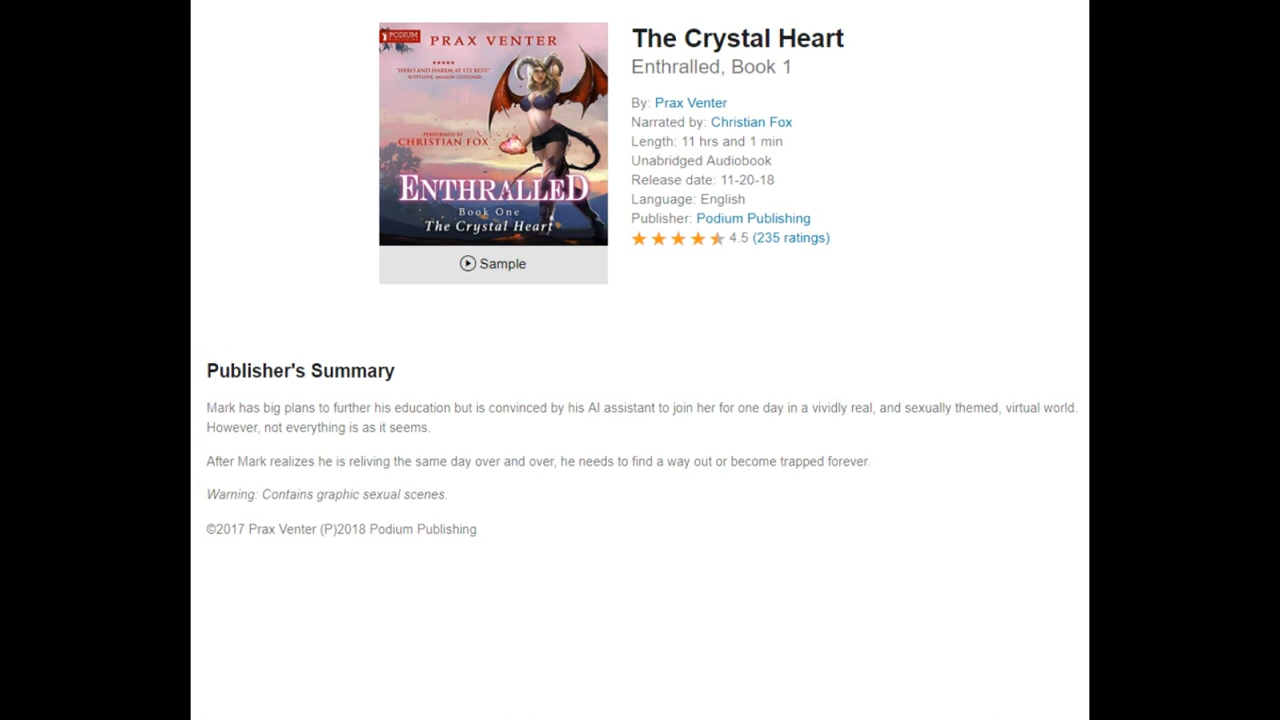 PODIUM
PRAX VENTER
★★★★★
"HERO AND HAREM AT ITS BEST!"
AMAZON CUSTOMER
PERFORMED BY
CHRISTIAN FOX
ENTHRALLED
Book One
The Crystal Heart
Sample
The Crystal Heart
Enthralled, Book 1
By: Prax Venter
Narrated by: Christian Fox
Length: 11 hrs and 1 min
Unabridged Audiobook
Release date: 11-20-18
Language: English
Publisher: Podium Publishing
4.5 (235 ratings)
Publisher's Summary
Mark has big plans to further his education but is convinced by his AI assistant to join her for one day in a vividly real, and sexually themed, virtual world.
However, not everything is as it seems.
After Mark realizes he is reliving the same day over and over, he needs to find a way out or become trapped forever.
Warning: Contains graphic sexual scenes.
©2017 Prax Venter (P)2018 Podium Publishing